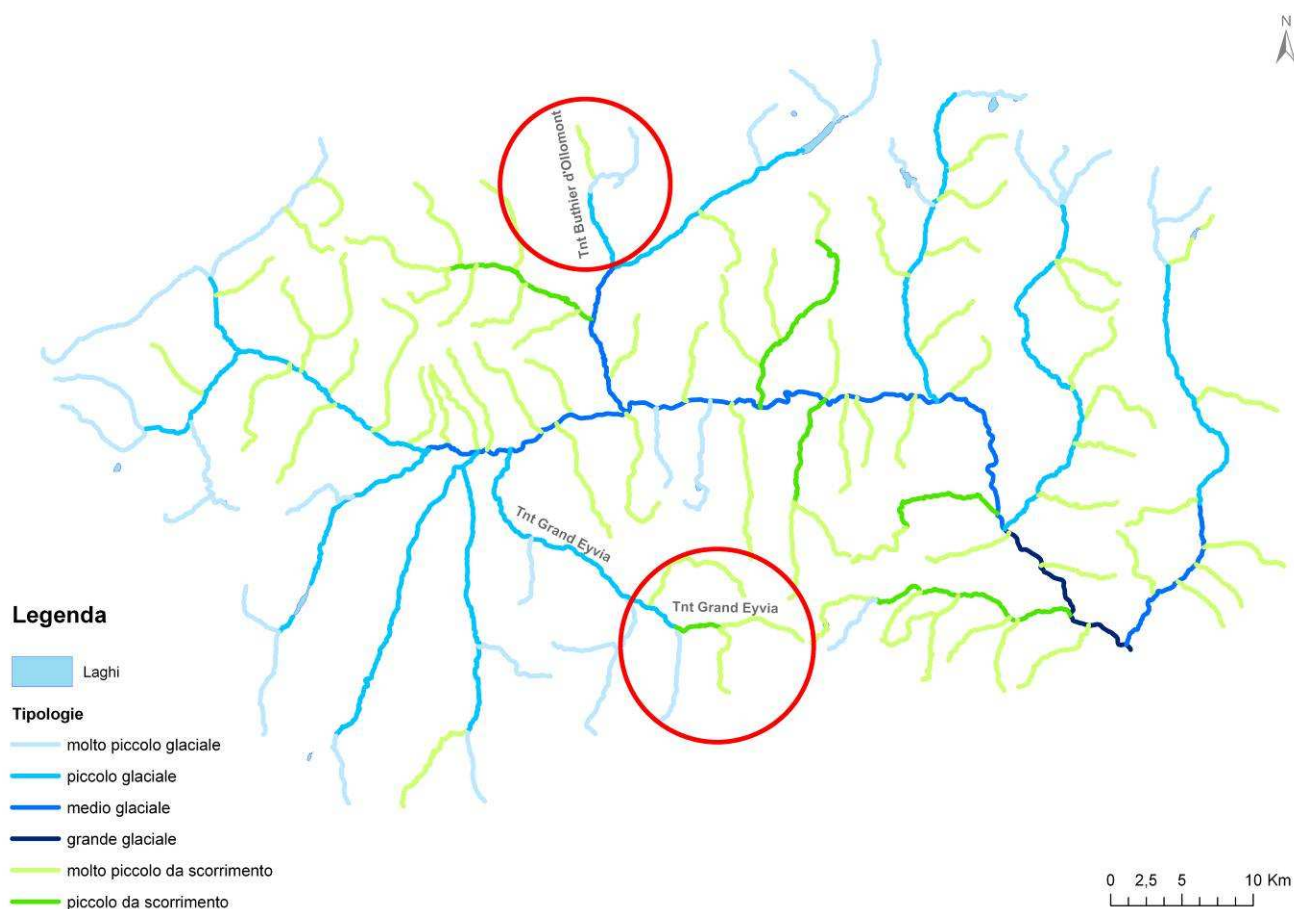 N
Tnt Buthier d'Ollomont
Tnt Grand Eyvia
Tnt Grand Eyvia
Legenda
Laghi
Tipologie
molto piccolo glaciale
piccolo glaciale
medio glaciale
grande glaciale
molto piccolo da scorrimento
piccolo da scorrimento
0 2,5 5 10 Km